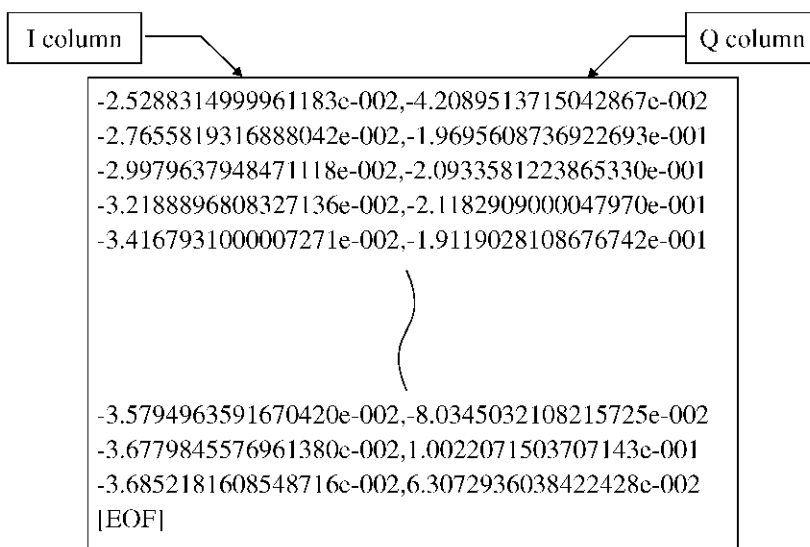 I column
Q column
-2.5288314999961183e-002,-4.2089513715042867e-002
-2.7655819316888042e-002,-1.9695608736922693e-001
-2.9979637948471118e-002,-2.0933581223865330e-001
-3.2188896808327136e-002,-2.1182909000047970e-001
-3.4167931000007271e-002,-1.9119028108676742e-001
-3.5794963591670420e-002,-8.0345032108215725e-002
-3.6779845576961380e-002,1.0022071503707143e-001
-3.6852181608548716e-002,6.3072936038422428e-002
[EOF]